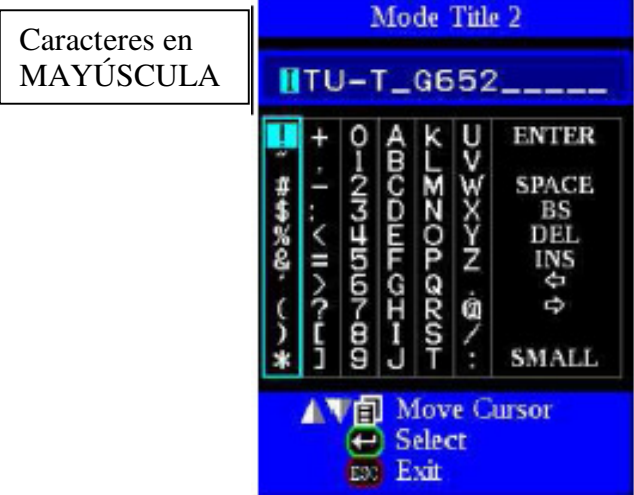 Caracteres en
MAYÚSCULA
Mode Title 2
ITU-T_G652_____
! + 0 A K U ENTER
" . 1 B L V
# - 2 C M W SPACE
$ : 3 D N X BS
% < 4 E O Y DEL
& = 5 F P Z INS
' > 6 G Q . ⇦
( ? 7 H R @ ⇨
) [ 8 I S /
* ] 9 J T : SMALL
Move Cursor
Select
ESC Exit